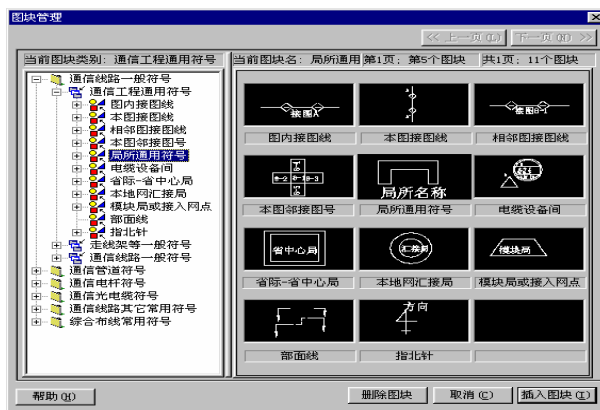 图块管理
<< 上一页(L) 下一页(N) >>
当前图块类别: 通信工程通用符号
当前图块名: 局所通用 第1页; 第5个图块 共1页; 11个图块
通信线路一般符号
通信工程通用符号
图内接图线
本图接图线
相邻图接图线
本图邻接图号
局所通用符号
电缆设备间
省际-省中心局
本地网汇接局
模块局或接入网点
部面线
指北针
走线架等一般符号
通信线路一般符号
通信管道符号
通信电杆符号
通信光电缆符号
通信线路其它常用符号
综合布线常用符号
接图A
图内接图线
本图接图线
接图B-1
相邻图接图线
本图邻接图号
局所名称
局所通用符号
电缆设备间
省中心局
省际-省中心局
汇接局
本地网汇接局
模块局
模块局或接入网点
部面线
方向
指北针
帮助(H) 删除图块 取消(C) 插入图块(I)